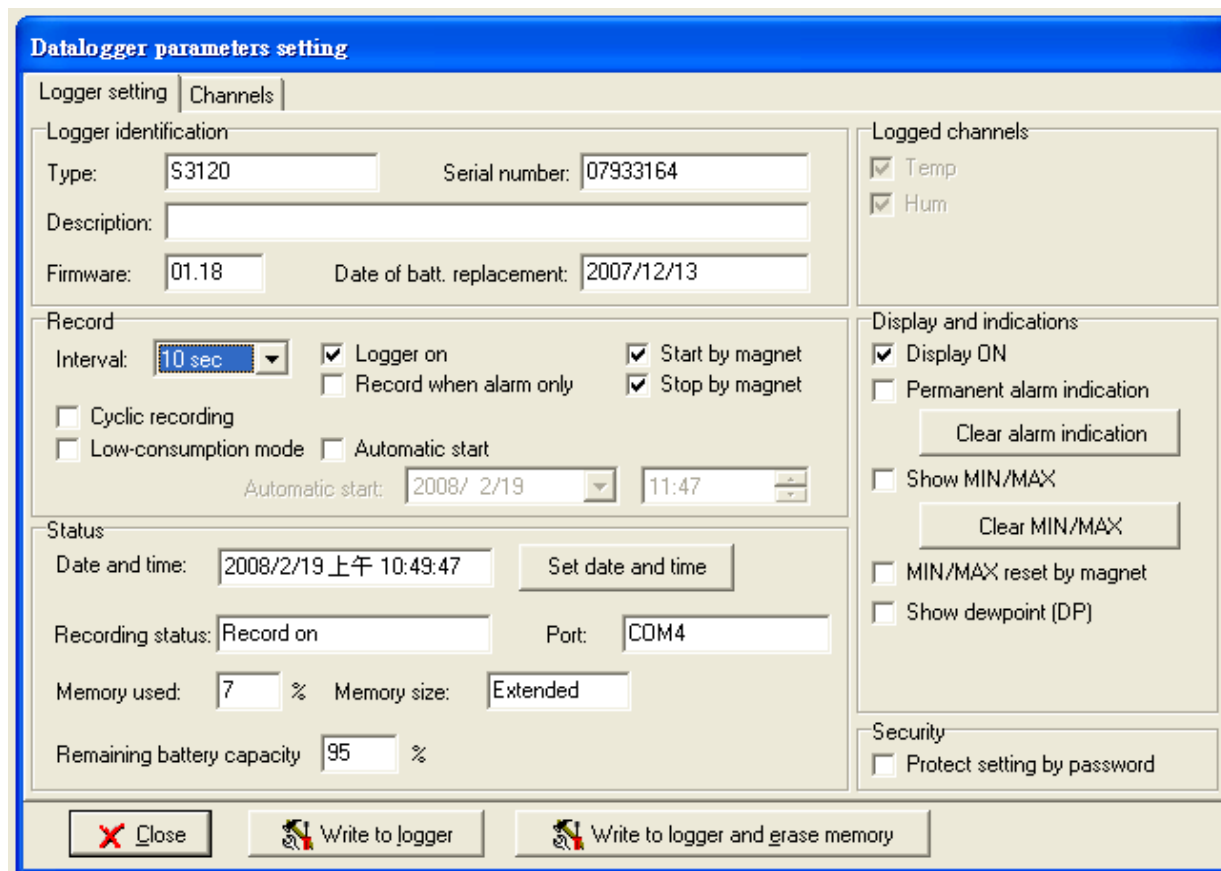 Datalogger parameters setting
Logger setting Channels
Logger identification
Type: S3120 Serial number: 07933164
Description:
Firmware: 01.18 Date of batt. replacement: 2007/12/13
Logged channels
Temp
Hum
Record
Interval: 10 sec Logger on Start by magnet
Record when alarm only Stop by magnet
Cyclic recording
Low-consumption mode Automatic start
Automatic start: 2008/ 2/19 11:47
Display and indications
Display ON
Permanent alarm indication
Clear alarm indication
Show MIN/MAX
Clear MIN/MAX
MIN/MAX reset by magnet
Show dewpoint (DP)
Status
Date and time: 2008/2/19 上午 10:49:47 Set date and time
Recording status: Record on Port: COM4
Memory used: 7 % Memory size: Extended
Remaining battery capacity 95 %
Security
Protect setting by password
Close Write to logger Write to logger and erase memory